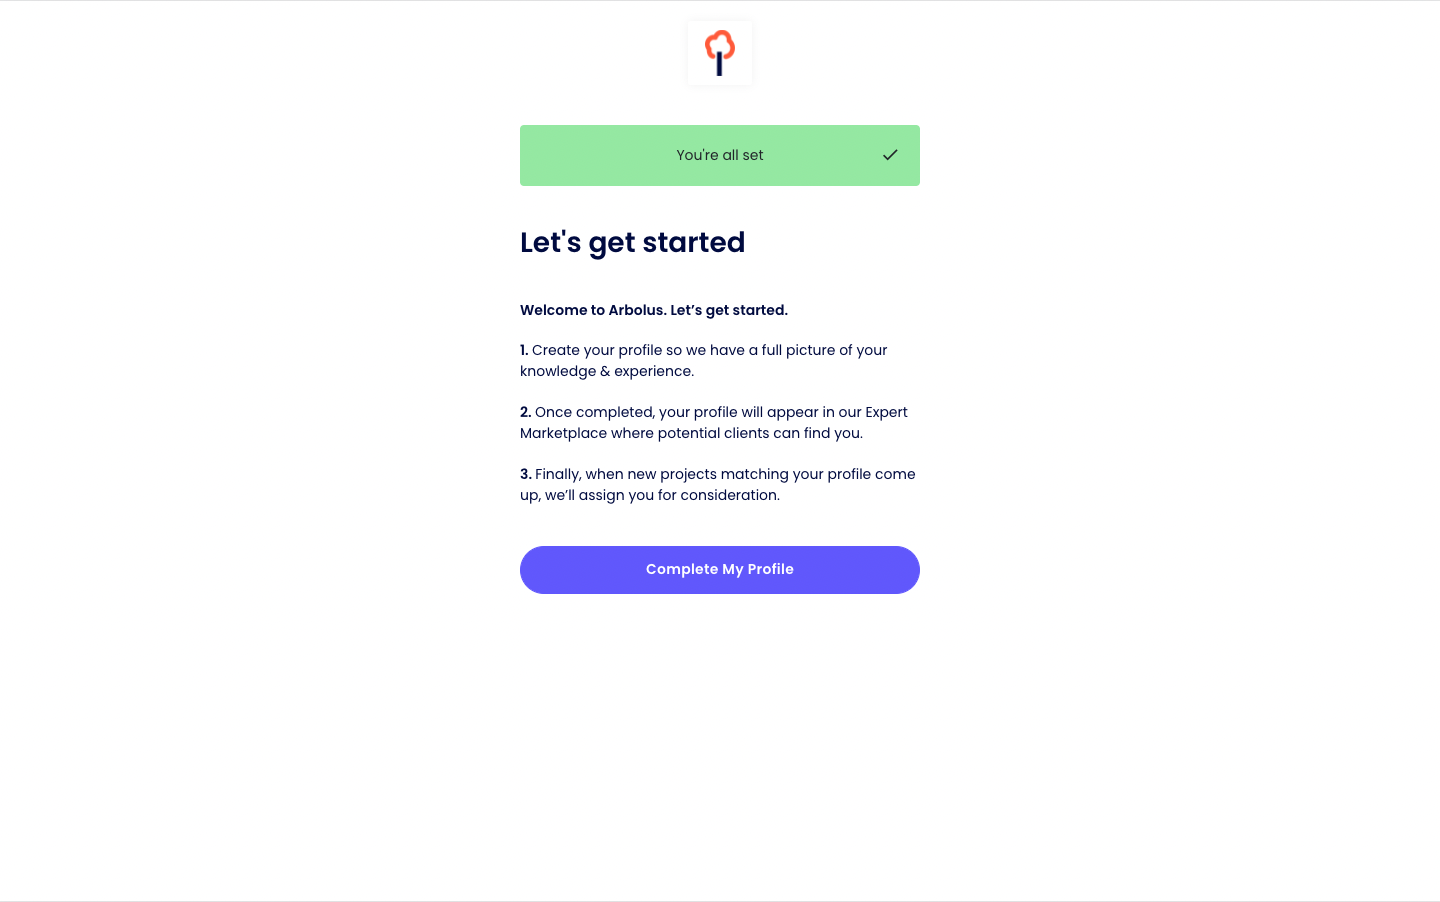 You're all set
Let's get started
Welcome to Arbolus. Let’s get started.
1. Create your profile so we have a full picture of your
knowledge & experience.
2. Once completed, your profile will appear in our Expert
Marketplace where potential clients can find you.
3. Finally, when new projects matching your profile come
up, we’ll assign you for consideration.
Complete My Profile